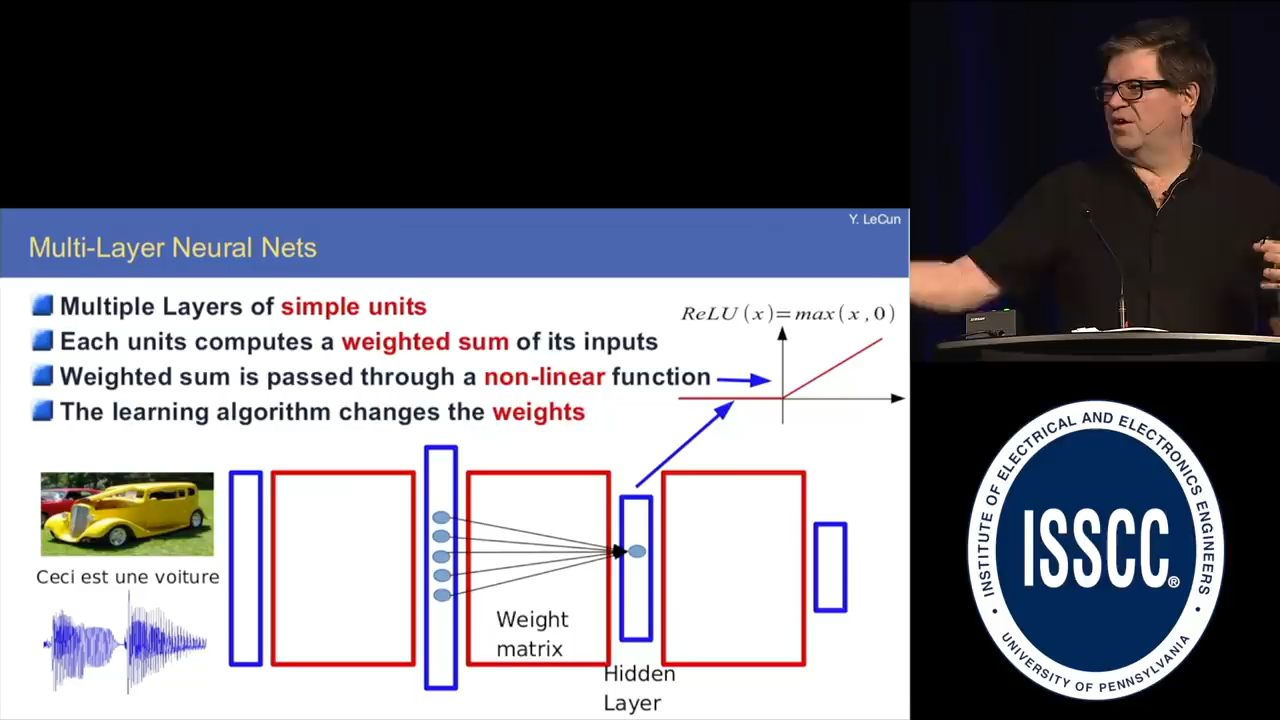 Y. LeCun
Multi-Layer Neural Nets
Multiple Layers of simple units
Each units computes a weighted sum of its inputs
Weighted sum is passed through a non-linear function
The learning algorithm changes the weights
ReLU(x)=max(x,0)
Ceci est une voiture
Weight
matrix
Hidden
Layer
INSTITUTE OF ELECTRICAL AND ELECTRONICS ENGINEERS
ISSCC®
UNIVERSITY OF PENNSYLVANIA